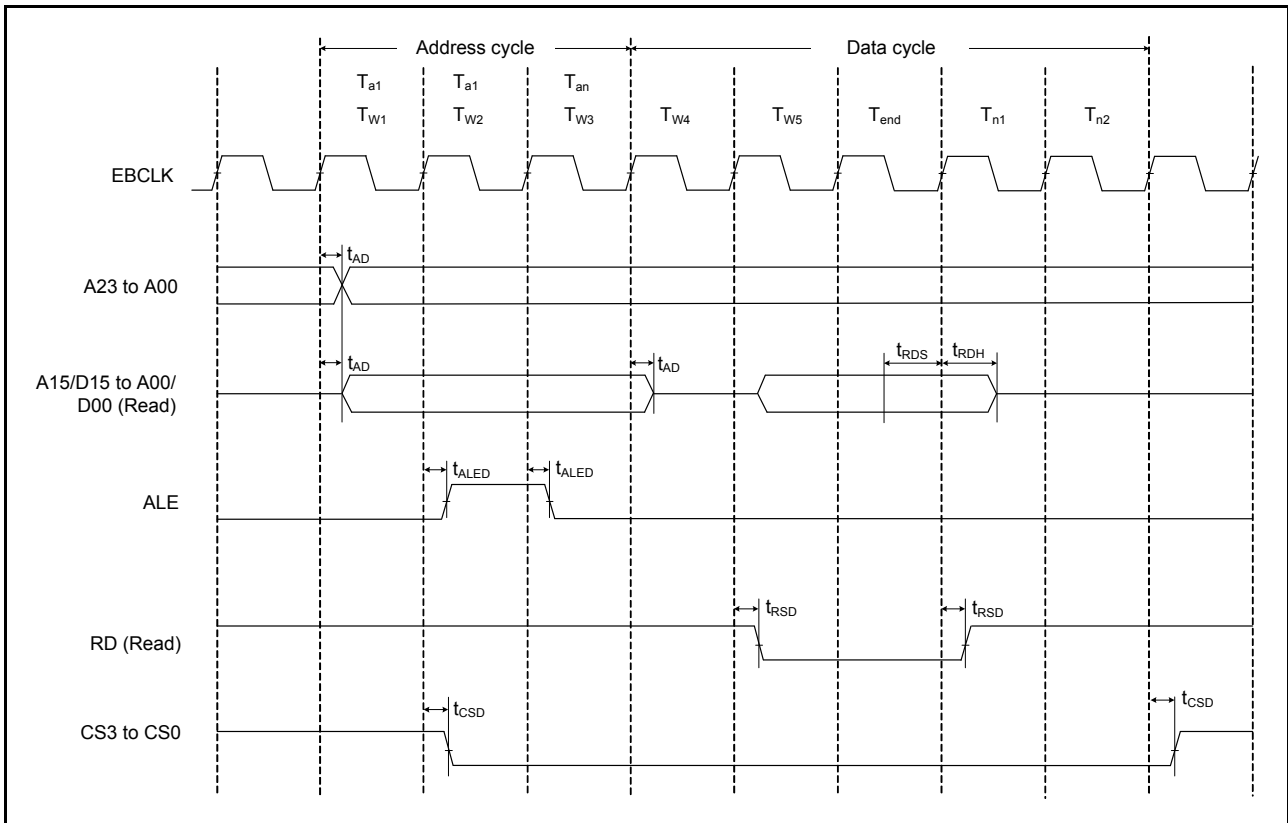 Address cycle Data cycle
Ta1 Ta1 Tan
TW1 TW2 TW3 TW4 TW5 Tend Tn1 Tn2
EBCLK
tAD
A23 to A00
tRDS tRDH
tAD tAD
A15/D15 to A00/
D00 (Read)
tALED tALED
ALE
tRSD tRSD
RD (Read)
tCSD tCSD
CS3 to CS0